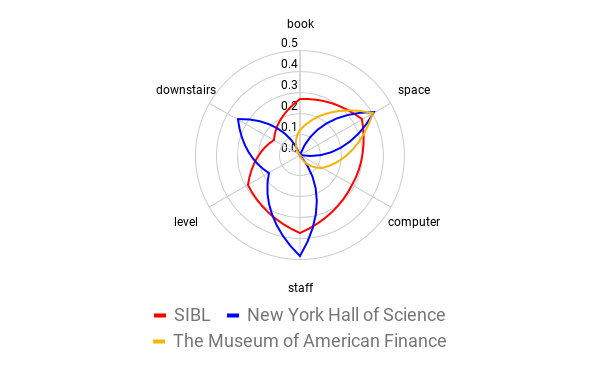 book
0.5
0.4
downstairs
space
0.3
0.2
0.1
0.0
level
computer
staff
SIBL
New York Hall of Science
The Museum of American Finance